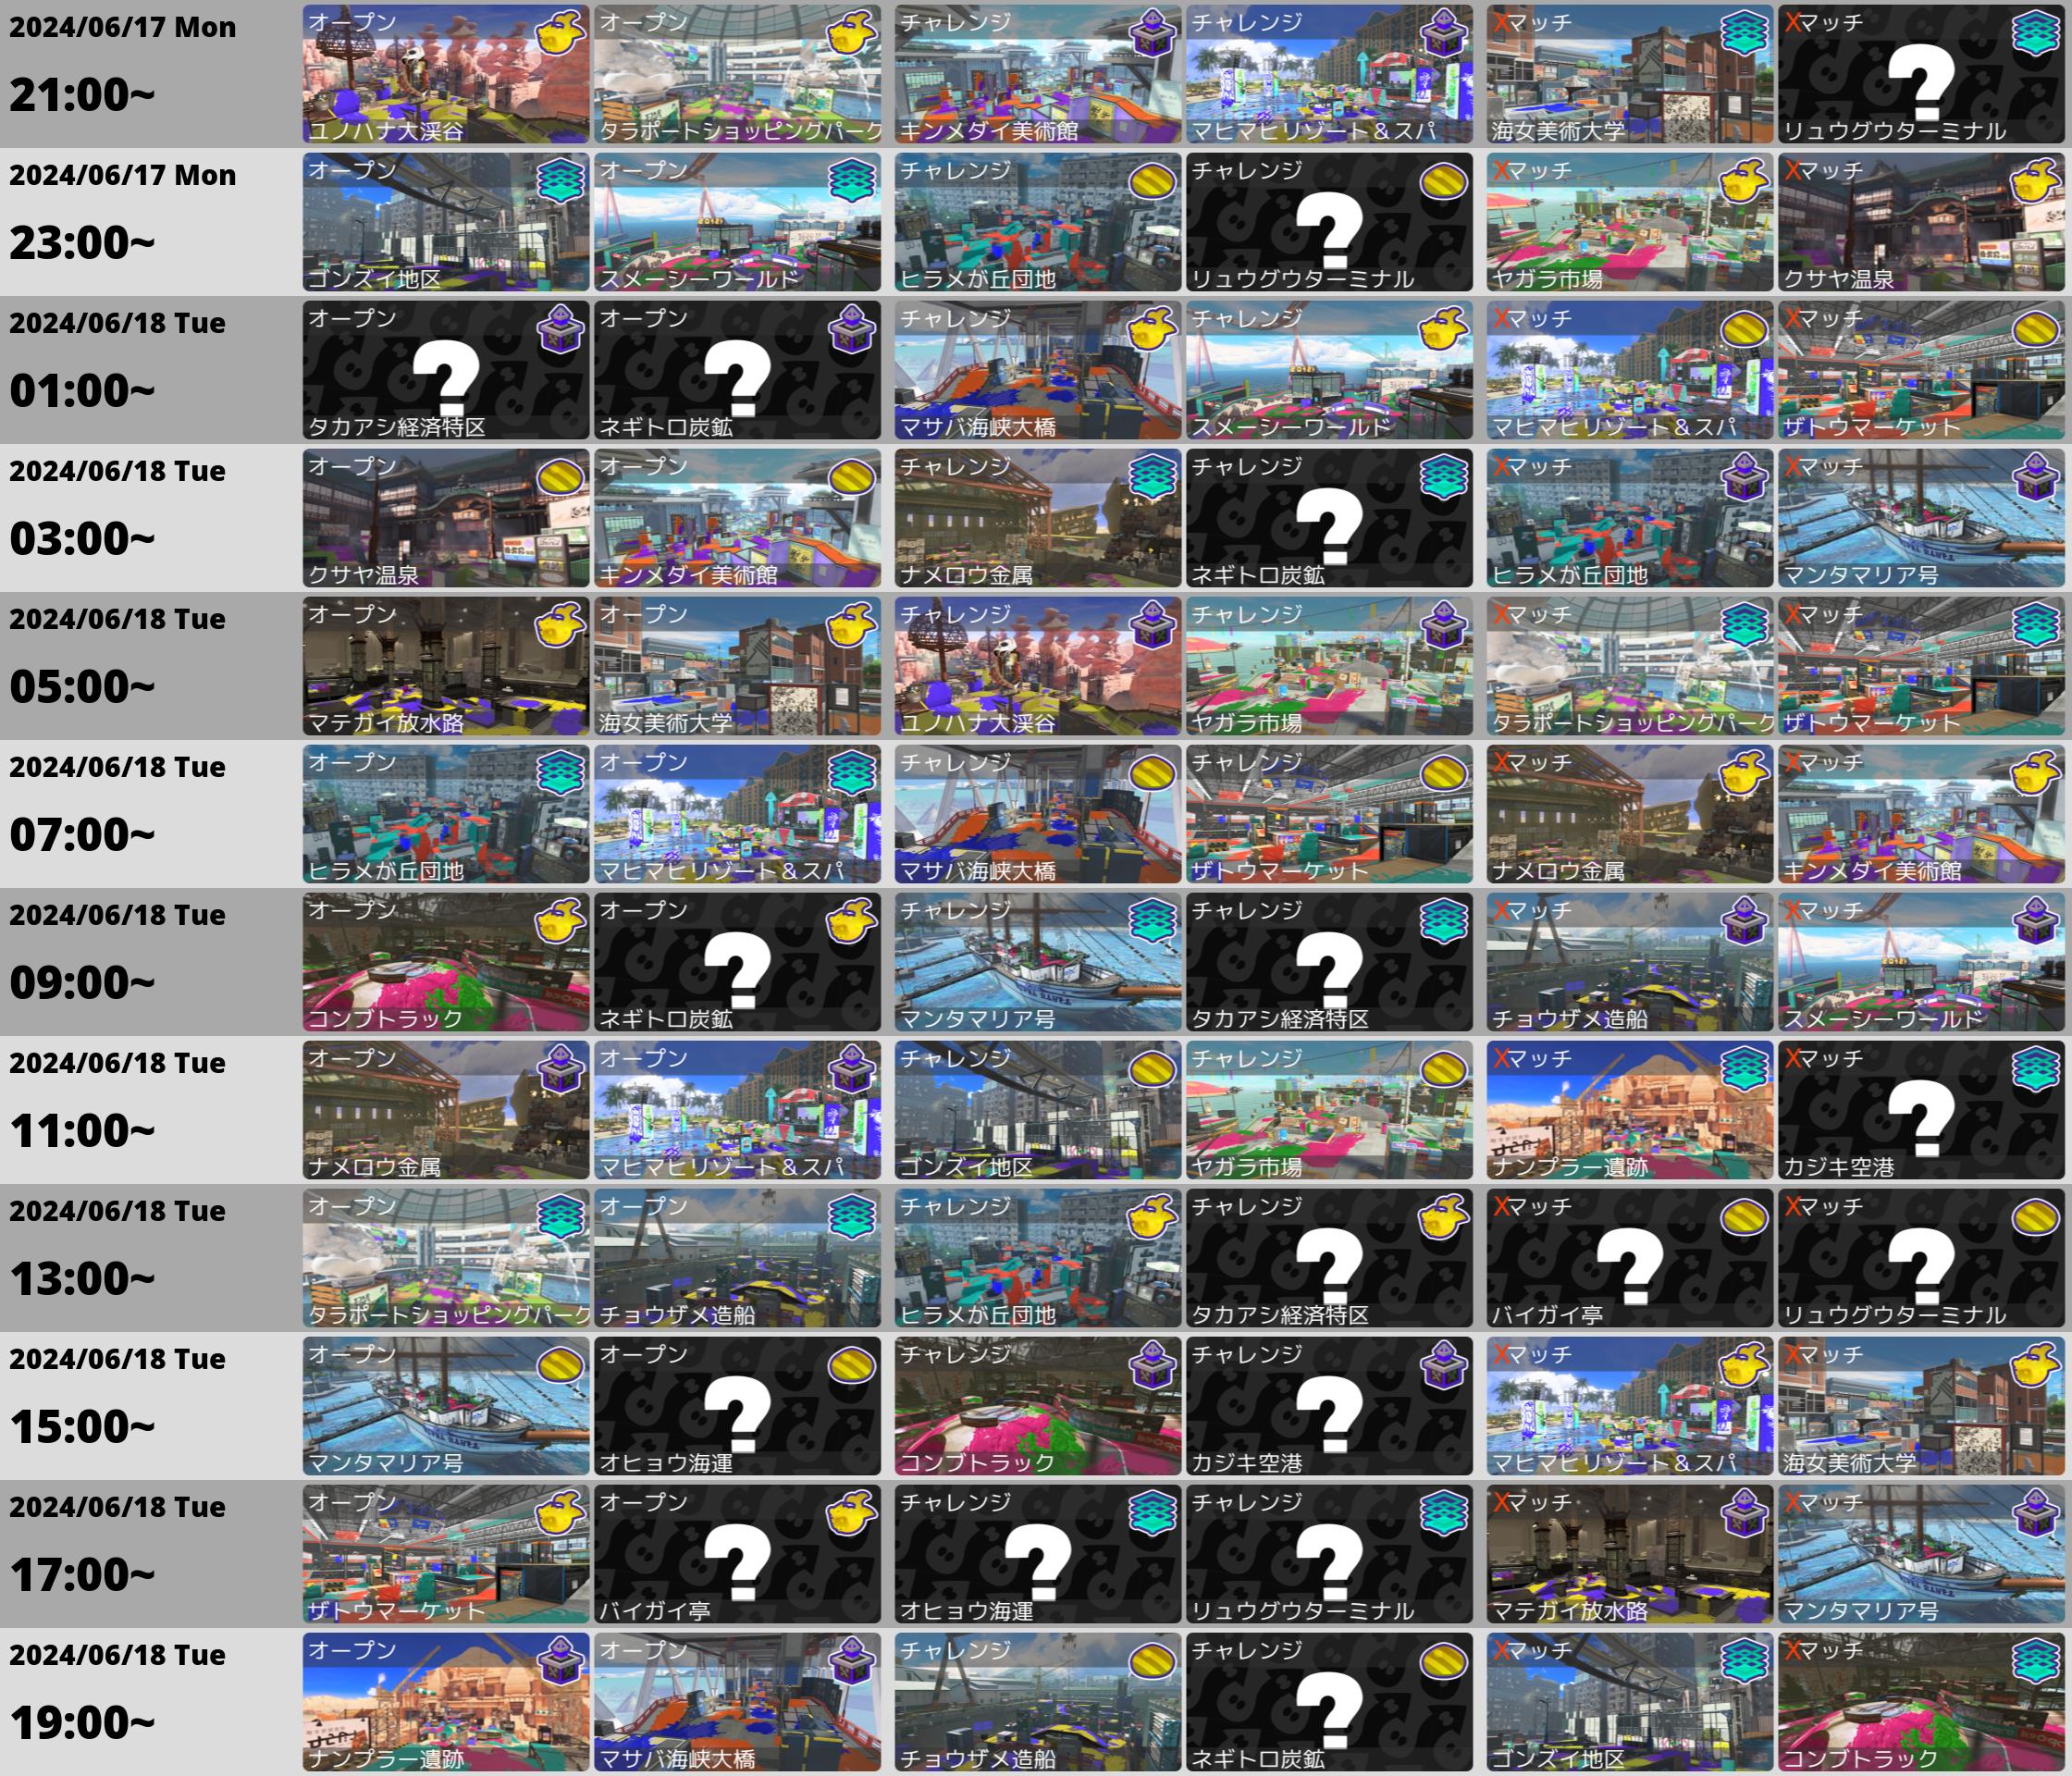 2024/06/17 Mon
21:00~
オープン
ユノハナ大渓谷
オープン
タラポートショッピングパーク
チャレンジ
キンメダイ美術館
チャレンジ
マヒマヒリゾート＆スパ
Xマッチ
海女美術大学
Xマッチ
?
リュウグウターミナル
2024/06/17 Mon
23:00~
オープン
ゴンズイ地区
オープン
スメーシーワールド
チャレンジ
ヒラメが丘団地
チャレンジ
?
リュウグウターミナル
Xマッチ
ヤガラ市場
Xマッチ
クサヤ温泉
2024/06/18 Tue
01:00~
オープン
?
タカアシ経済特区
オープン
?
ネギトロ炭鉱
チャレンジ
マサバ海峡大橋
チャレンジ
スメーシーワールド
Xマッチ
マヒマヒリゾート＆スパ
Xマッチ
ザトウマーケット
2024/06/18 Tue
03:00~
オープン
クサヤ温泉
オープン
キンメダイ美術館
チャレンジ
ナメロウ金属
チャレンジ
?
ネギトロ炭鉱
Xマッチ
ヒラメが丘団地
Xマッチ
マンタマリア号
2024/06/18 Tue
05:00~
オープン
マテガイ放水路
オープン
海女美術大学
チャレンジ
ユノハナ大渓谷
チャレンジ
ヤガラ市場
Xマッチ
タラポートショッピングパーク
Xマッチ
ザトウマーケット
2024/06/18 Tue
07:00~
オープン
ヒラメが丘団地
オープン
マヒマヒリゾート＆スパ
チャレンジ
マサバ海峡大橋
チャレンジ
ザトウマーケット
Xマッチ
ナメロウ金属
Xマッチ
キンメダイ美術館
2024/06/18 Tue
09:00~
オープン
コンブトラック
オープン
?
ネギトロ炭鉱
チャレンジ
マンタマリア号
チャレンジ
?
タカアシ経済特区
Xマッチ
チョウザメ造船
Xマッチ
スメーシーワールド
2024/06/18 Tue
11:00~
オープン
ナメロウ金属
オープン
マヒマヒリゾート＆スパ
チャレンジ
ゴンズイ地区
チャレンジ
ヤガラ市場
Xマッチ
ナンプラー遺跡
Xマッチ
?
カジキ空港
2024/06/18 Tue
13:00~
オープン
タラポートショッピングパーク
オープン
チョウザメ造船
チャレンジ
ヒラメが丘団地
チャレンジ
?
タカアシ経済特区
Xマッチ
?
バイガイ亭
Xマッチ
?
リュウグウターミナル
2024/06/18 Tue
15:00~
オープン
マンタマリア号
オープン
?
オヒョウ海運
チャレンジ
コンブトラック
チャレンジ
?
カジキ空港
Xマッチ
マヒマヒリゾート＆スパ
Xマッチ
海女美術大学
2024/06/18 Tue
17:00~
オープン
ザトウマーケット
オープン
?
バイガイ亭
チャレンジ
?
オヒョウ海運
チャレンジ
?
リュウグウターミナル
Xマッチ
マテガイ放水路
Xマッチ
マンタマリア号
2024/06/18 Tue
19:00~
オープン
ナンプラー遺跡
オープン
マサバ海峡大橋
チャレンジ
チョウザメ造船
チャレンジ
?
ネギトロ炭鉱
Xマッチ
ゴンズイ地区
Xマッチ
コンブトラック